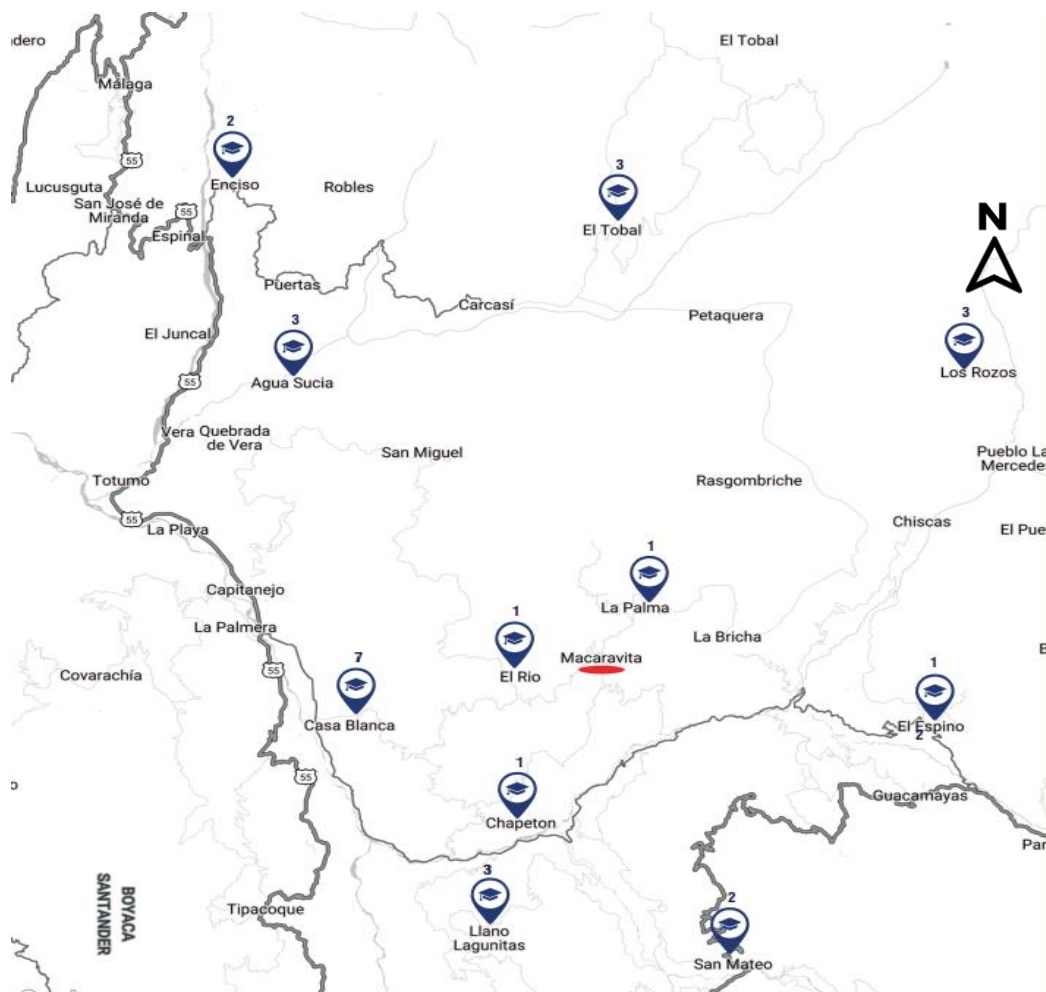 dero
El Tobal
Málaga
2
55
3
Lucusguta
Enciso
Robles
San José de
Miranda
55
Espinal
El Tobal
N
Puertas
Carcasí
Petaquera
3
3
El Juncal
Agua Sucia
Los Rozos
55
Vera
Quebrada
de Vera
San Miguel
Pueblo La
Mercedes
Totumo
Rasgombriche
55
La Playa
Chiscas
El Pue
1
Capitanejo
La Palma
La Palmera
1
La Bricha
Macaravita
B
Covarachía
55
7
El Rio
1
Casa Blanca
El Espino
2
1
55
o
Guacamayas
Chapeton
Par
3
BOYACA
SANTANDER
2
Tipacoque
Llano
Lagunitas
San Mateo